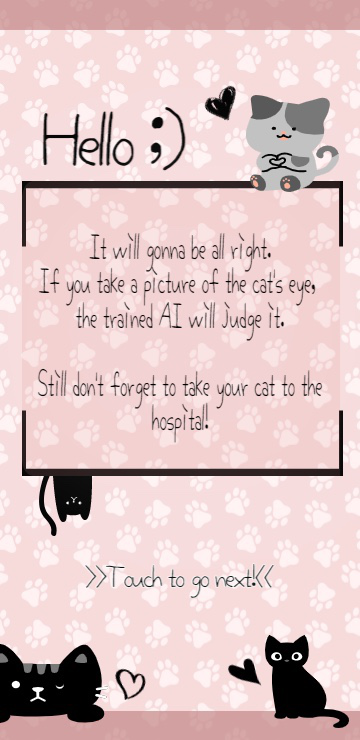 Hello ;)
It will gonna be all right.
If you take a picture of the cat's eye,
the trained AI will judge it.
Still don't forget to take your cat to the
hospital!
>>Touch to go next!<<